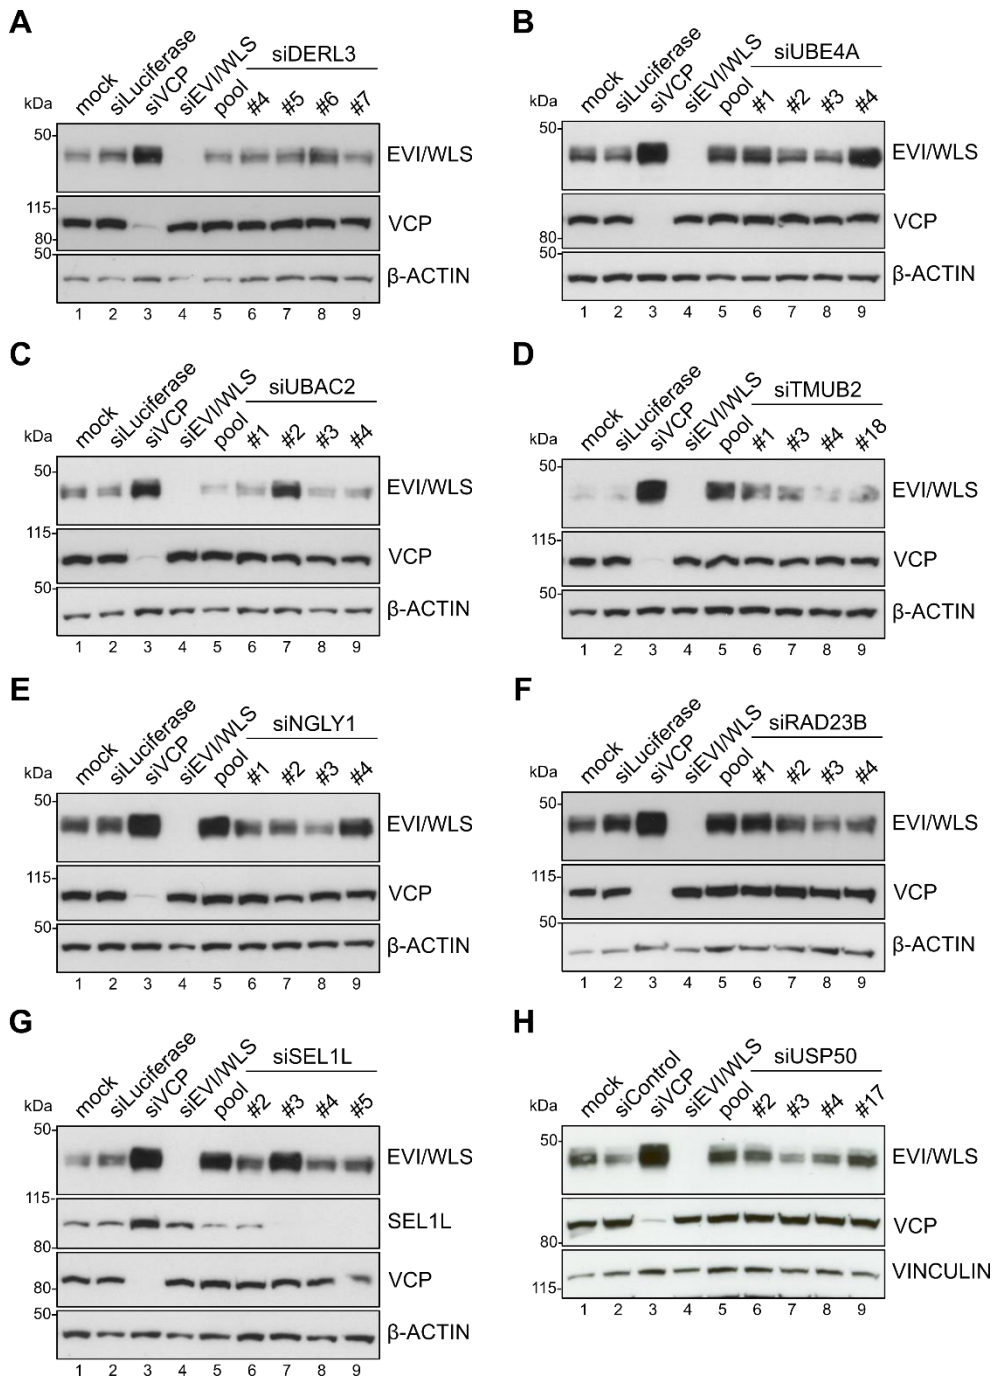 A
siDERL3
mock siLuciferase siVCP siEVI/WLS pool #4 #5 #6 #7
kDa
50 EVI/WLS
115 VCP
80
50 β-ACTIN
1 2 3 4 5 6 7 8 9
B
siUBE4A
mock siLuciferase siVCP siEVI/WLS pool #1 #2 #3 #4
kDa
50 EVI/WLS
VCP
80
50 β-ACTIN
1 2 3 4 5 6 7 8 9
C
siUBAC2
mock siLuciferase siVCP siEVI/WLS pool #1 #2 #3 #4
kDa
50 EVI/WLS
115 VCP
50 β-ACTIN
1 2 3 4 5 6 7 8 9
D
siTMUB2
mock siLuciferase siVCP siEVI/WLS pool #1 #3 #4 #18
kDa
50 EVI/WLS
115 VCP
50 β-ACTIN
1 2 3 4 5 6 7 8 9
E
siNGLY1
mock siLuciferase siVCP siEVI/WLS pool #1 #2 #3 #4
kDa
50 EVI/WLS
115 VCP
50 β-ACTIN
1 2 3 4 5 6 7 8 9
F
siRAD23B
mock siLuciferase siVCP siEVI/WLS pool #1 #2 #3 #4
kDa
50 EVI/WLS
115 VCP
50 β-ACTIN
1 2 3 4 5 6 7 8 9
G
siSEL1L
mock siLuciferase siVCP siEVI/WLS pool #2 #3 #4 #5
kDa
50 EVI/WLS
115 SEL1L
80
VCP
80
50 β-ACTIN
1 2 3 4 5 6 7 8 9
H
siUSP50
mock siControl siVCP siEVI/WLS pool #2 #3 #4 #17
kDa
50 EVI/WLS
VCP
80
VINCULIN
115
1 2 3 4 5 6 7 8 9